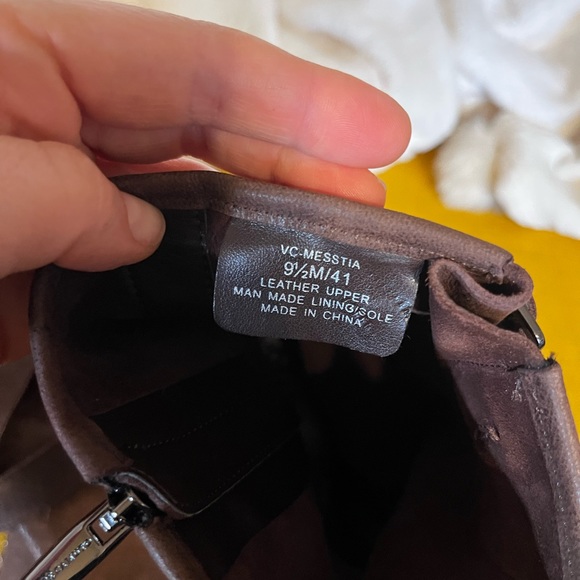 VC-MESSTIA
9½M/41
LEATHER UPPER
MAN MADE LINING/SOLE
MADE IN CHINA